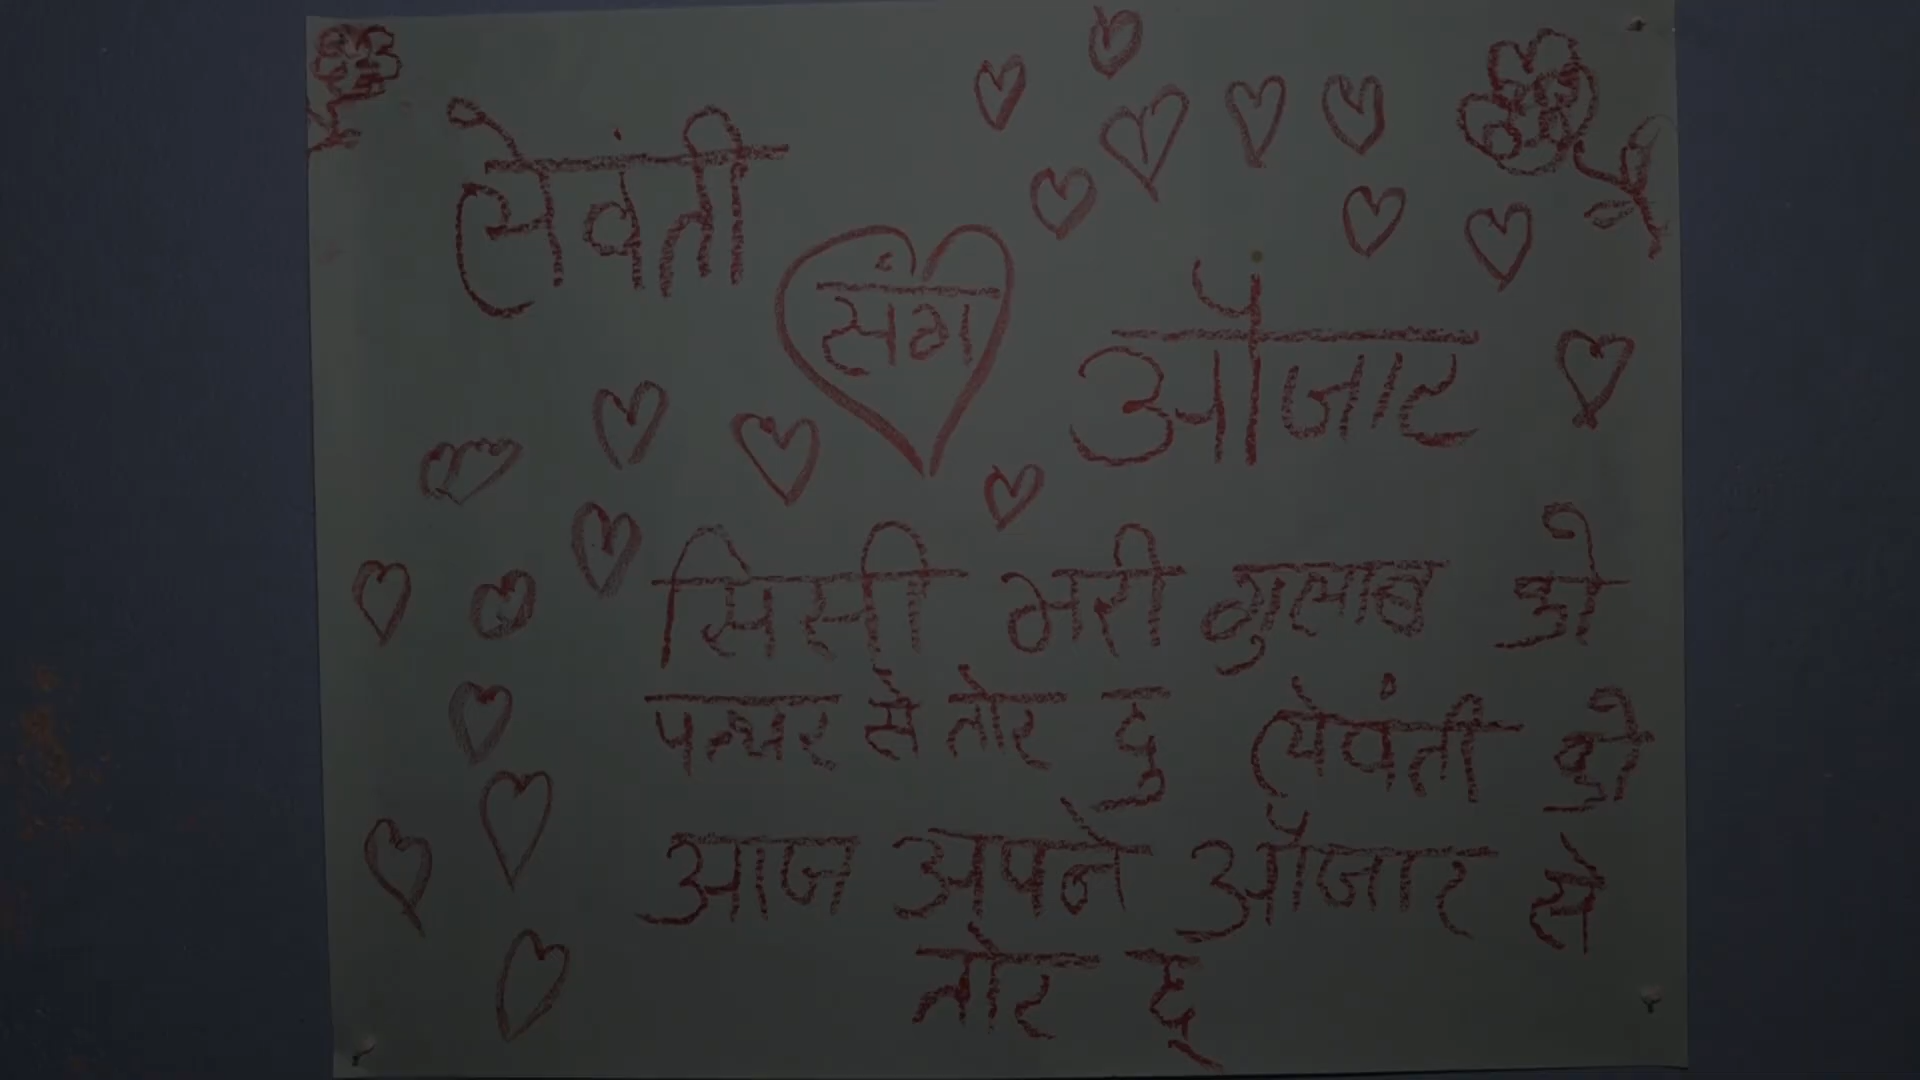 सेवंती
संग
औजार
सिसी भरी गुलाब को
पत्थर से तोर दु सेवंती को
आज अपने औजार से
तोर दू